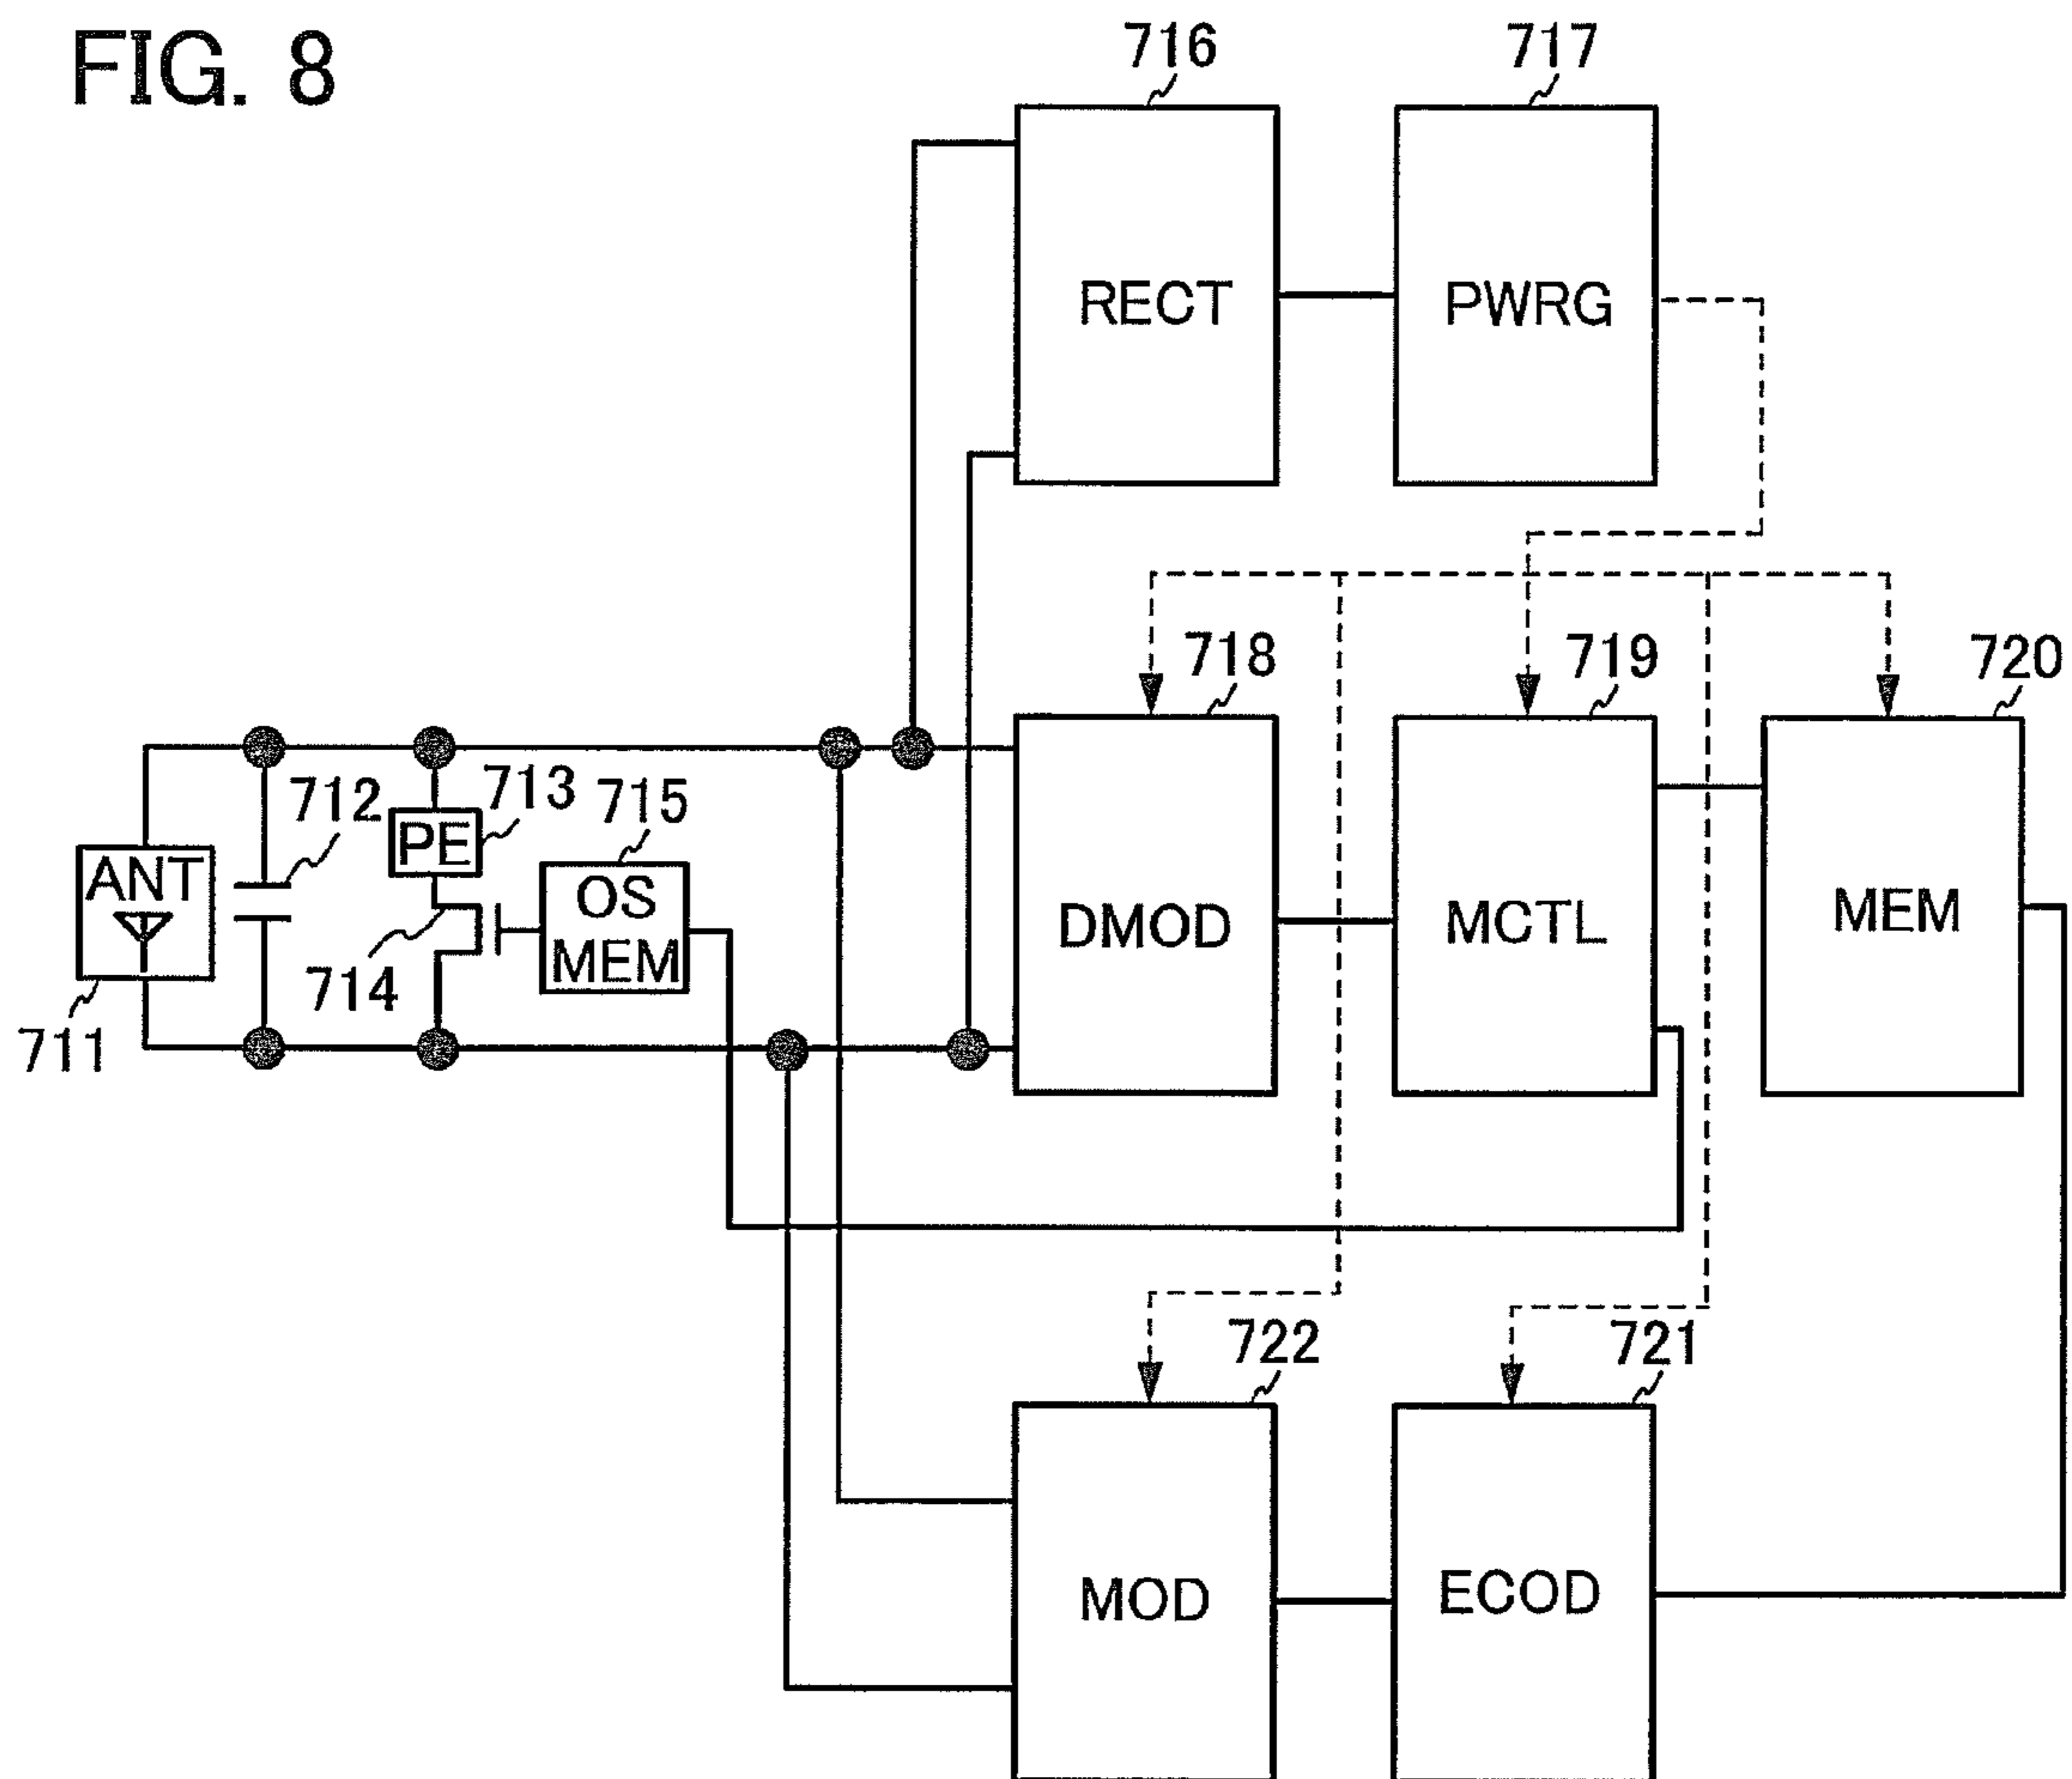 FIG. 8
716
717
RECT
PWRG
718
719
720
712
713
715
ANT
PE
OS
MEM
714
711
DMOD
MCTL
MEM
722
721
MOD
ECOD